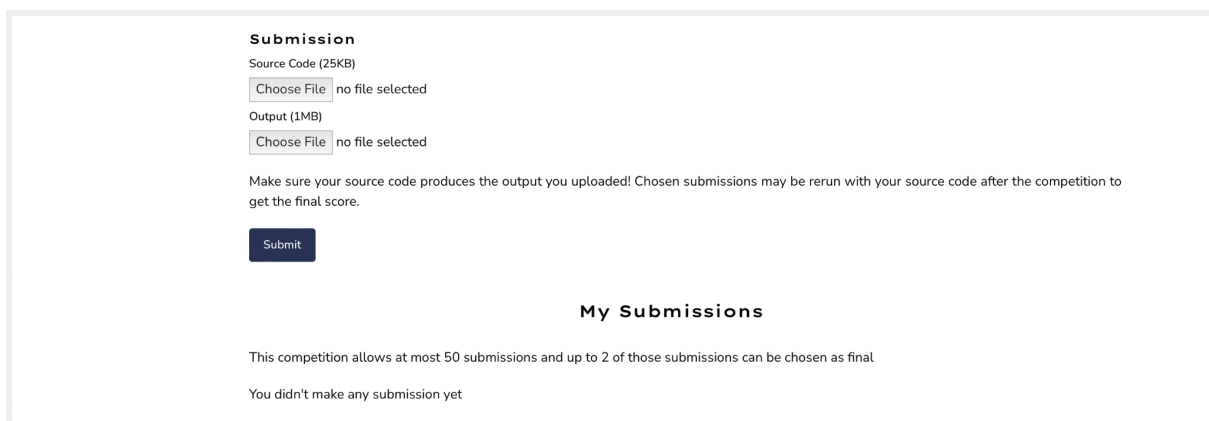 Submission
Source Code (25KB)
Choose File no file selected
Output (1MB)
Choose File no file selected
Make sure your source code produces the output you uploaded! Chosen submissions may be rerun with your source code after the competition to
get the final score.
Submit
My Submissions
This competition allows at most 50 submissions and up to 2 of those submissions can be chosen as final
You didn't make any submission yet